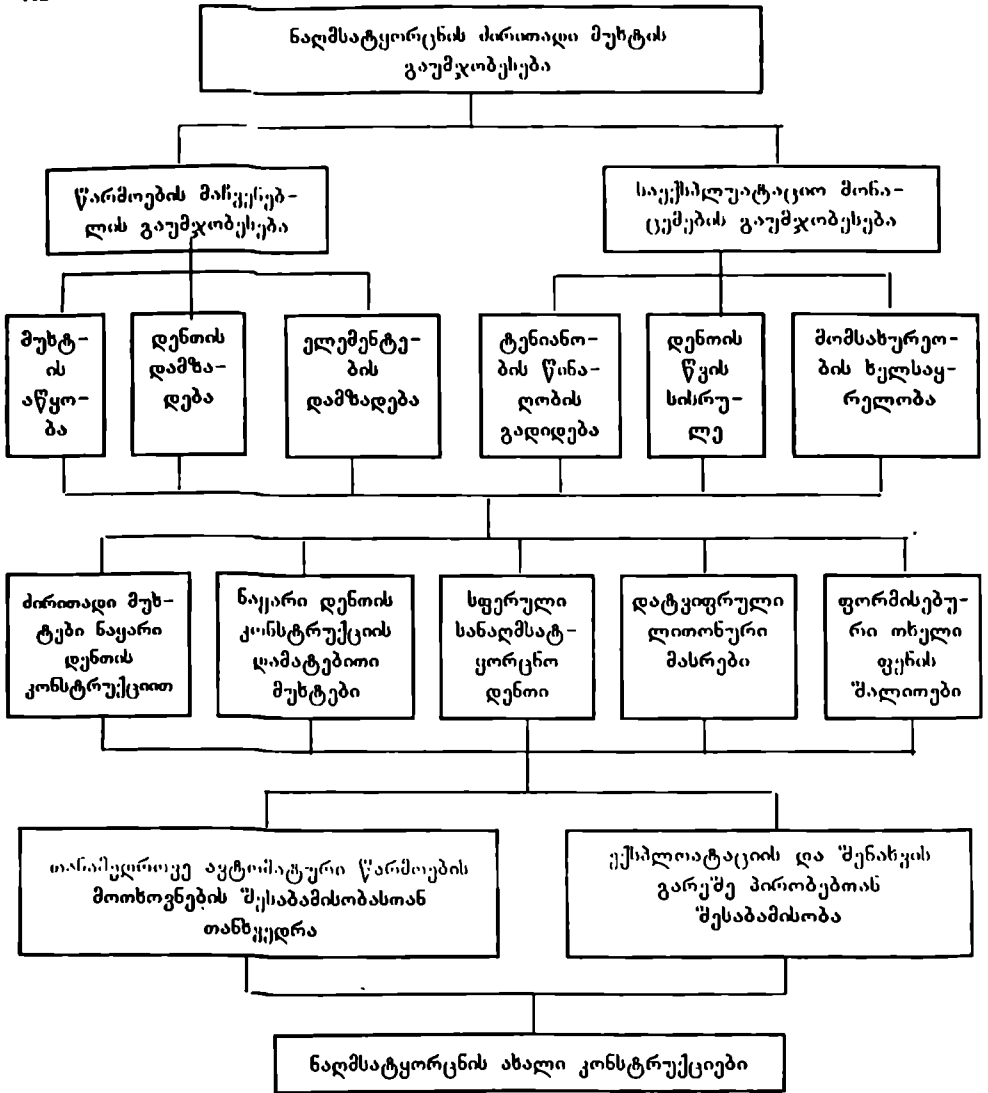 ნაღმსატყორცნის ძირითადი მუხტის
გაუმჯობესება
წარმოების მაჩვენებ-
ლის გაუმჯობესება
საექსპლუატაციო მონა-
ცემების გაუმჯობესება
მუხტ-
ის
აწყო-
ბა
დენთის
დამზა-
დება
ელემენტე-
ბის
დამზადება
ტენიანო-
ბის წინა-
ღობის
გადიდება
დენთის
წვის
სისრუ-
ლე
მომსახურეო-
ბის ხელსაყ-
რელობა
ძირითადი მუხ-
ტები ნაყარი
დენთის
კონსტრუქციით
ნაყარი დენთის
კონსტრუქციის
დამატებითი
მუხტები
სფერული
სანაღმსატ-
ყორცნო
დენთი
დატვიფრული
ლითონური
მასრები
ფორმისებუ-
რი თხელი
ფენის
შალითები
თანამედროვე ავტომატური წარმოების
მოთხოვნების შესაბამისობასთან
თანხვედრა
ექსპლოატაციის და შენახვის
გარეშე პირობებთან
შესაბამისობა
ნაღმსატყორცნის ახალი კონსტრუქციები